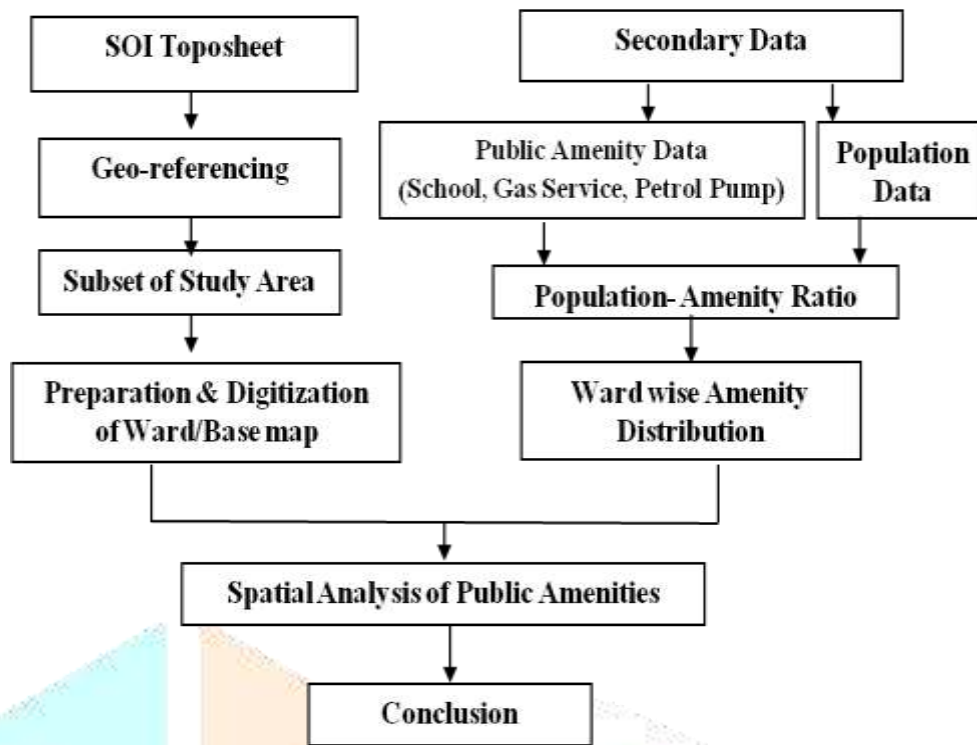 SOI Toposheet
Secondary Data
Geo-referencing
Public Amenity Data
(School, Gas Service, Petrol Pump)
Population
Data
Subset of Study Area
Population- Amenity Ratio
Preparation & Digitization
of Ward/Base map
Ward wise Amenity
Distribution
Spatial Analysis of Public Amenities
Conclusion